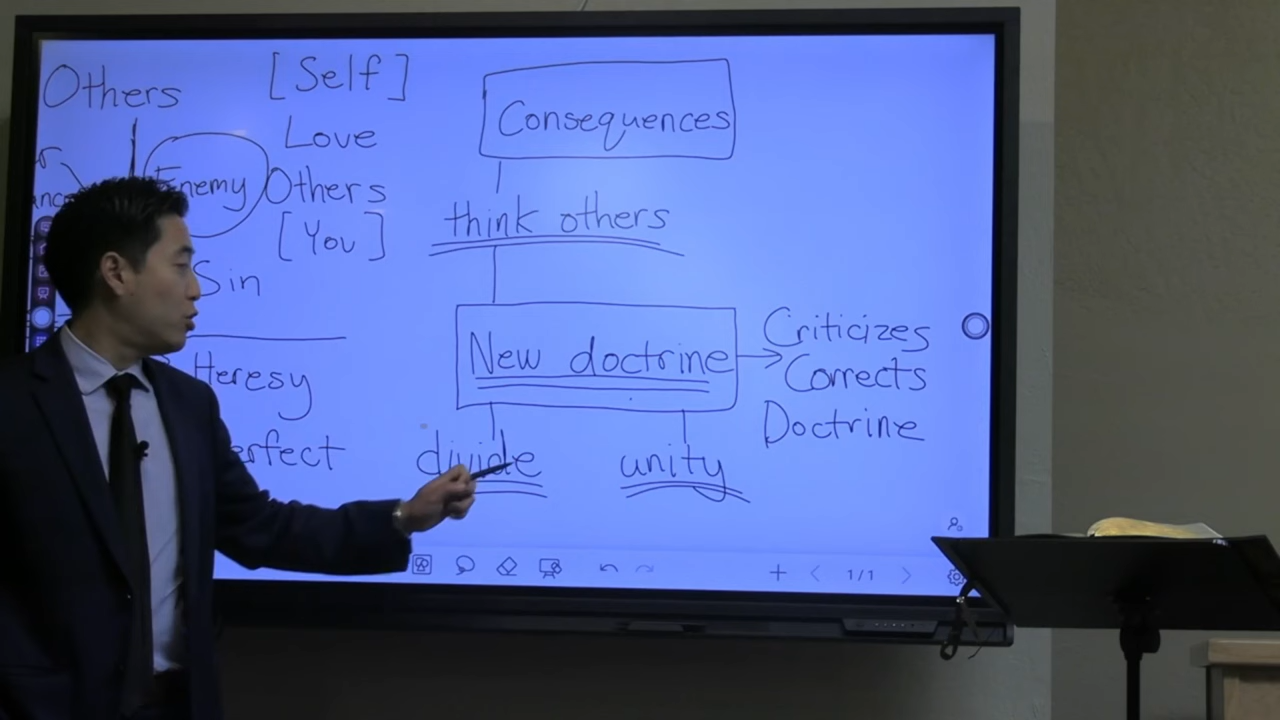 Others
[Self]
Love
Enemy
Others
[You]
Sin
Heresy
Consequences
think others
New doctrine
Criticizes
Corrects
Doctrine
divide
unity
1/1